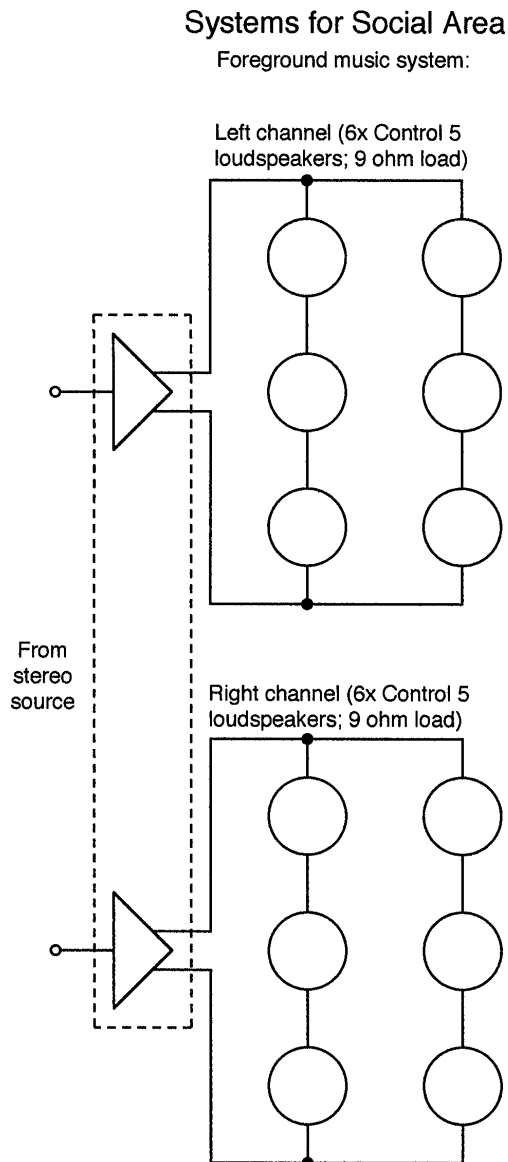 Systems for Social Area
Foreground music system:
Left channel (6x Control 5
loudspeakers; 9 ohm load)
From
stereo
source
Right channel (6x Control 5
loudspeakers; 9 ohm load)